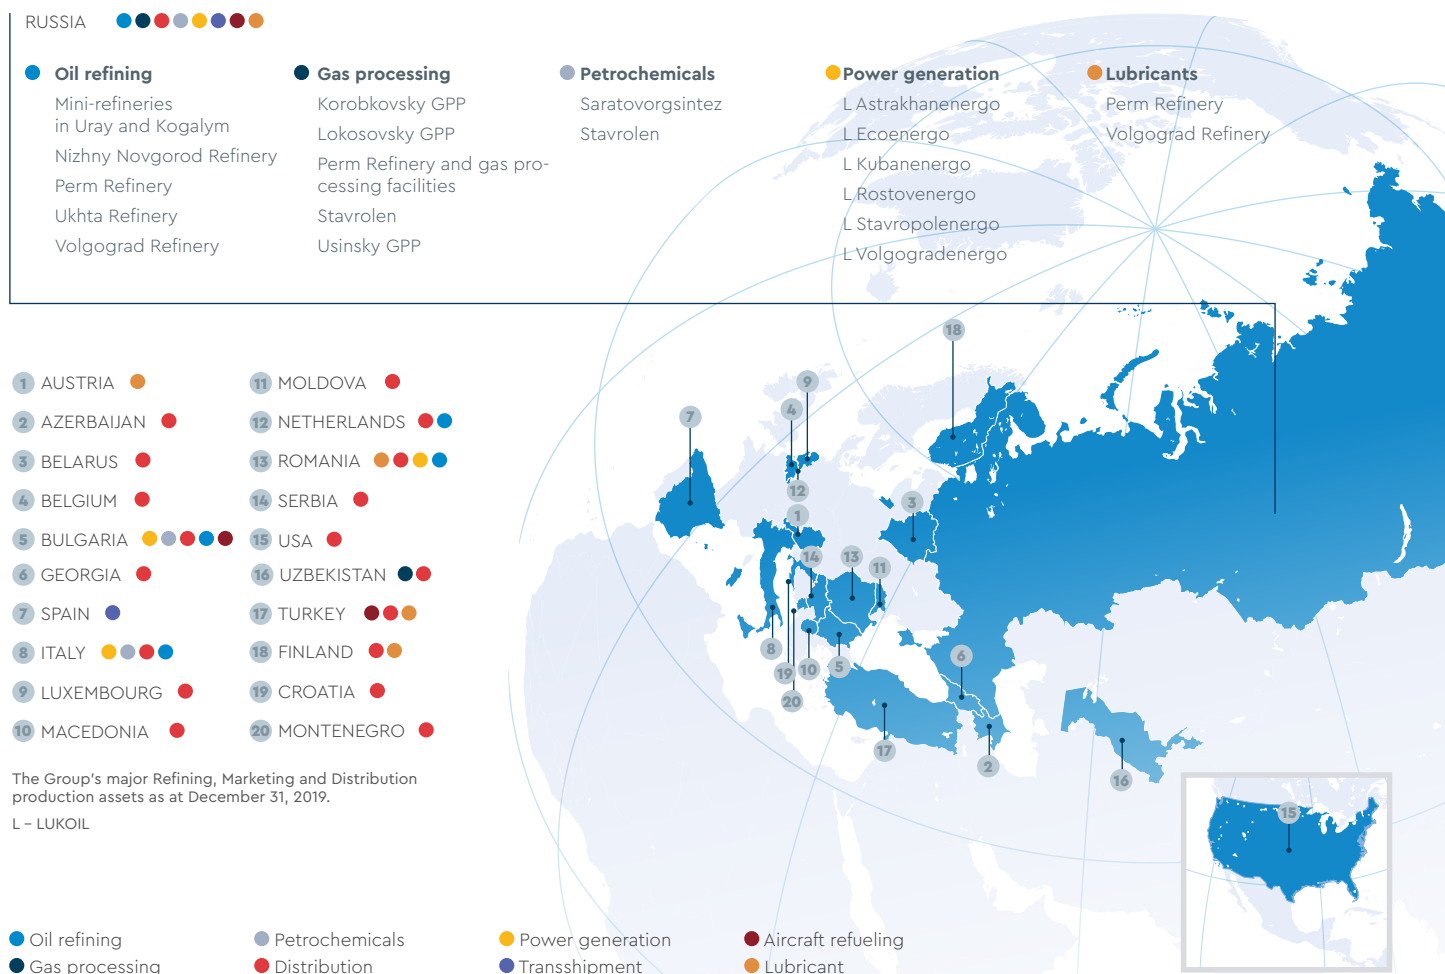 RUSSIA
Oil refining
Mini-refineries
in Uray and Kogalym
Nizhny Novgorod Refinery
Perm Refinery
Ukhta Refinery
Volgograd Refinery
Gas processing
Korobkovsky GPP
Lokosovsky GPP
Perm Refinery and gas pro-
cessing facilities
Stavrolen
Usinsky GPP
Petrochemicals
Saratovorgsintez
Stavrolen
Power generation
L Astrakhanenergo
L Ecoenergo
L Kubanenergo
L Rostovenergo
L Stavropolenergo
L Volgogradenergo
Lubricants
Perm Refinery
Volgograd Refinery
1 AUSTRIA
2 AZERBAIJAN
3 BELARUS
4 BELGIUM
5 BULGARIA
6 GEORGIA
7 SPAIN
8 ITALY
9 LUXEMBOURG
10 MACEDONIA
11 MOLDOVA
12 NETHERLANDS
13 ROMANIA
14 SERBIA
15 USA
16 UZBEKISTAN
17 TURKEY
18 FINLAND
19 CROATIA
20 MONTENEGRO
The Group's major Refining, Marketing and Distribution
production assets as at December 31, 2019.
L – LUKOIL
18
9
4
7
12
3
1
14
13
11
8
19
10
5
6
20
17
2
16
15
Oil refining
Gas processing
Petrochemicals
Distribution
Power generation
Transshipment
Aircraft refueling
Lubricant